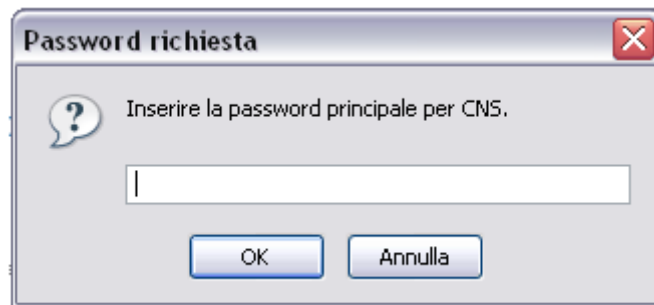 Password richiesta
Inserire la password principale per CNS.
OK
Annulla